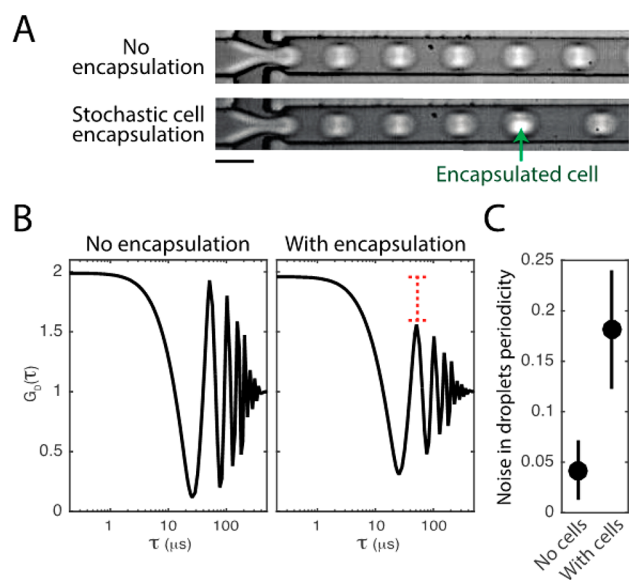 A
No
encapsulation
Stochastic cell
encapsulation
Encapsulated cell
B
No encapsulation
With encapsulation
G_D(τ)
2
1.5
1
0.5
0
1
10
100
τ (μs)
1
10
100
τ (μs)
C
Noise in droplets periodicity
0.25
0.2
0.15
0.1
0.05
0
No cells
With cells